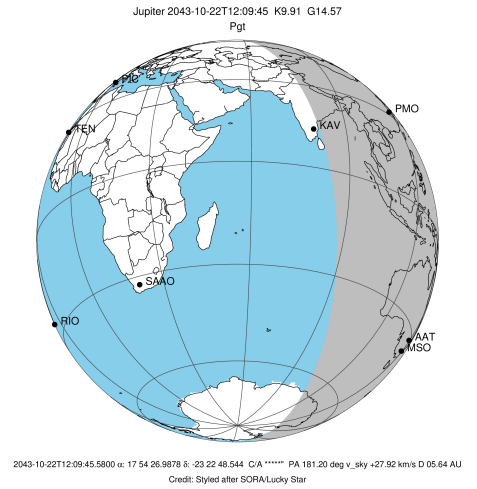 Jupiter 2043-10-22T12:09:45 K9.91 G14.57
Pgt
PIC
PMO
TEN
KAV
SAAO
RIO
AAT
MSO
2043-10-22T12:09:45.5800 α: 17 54 26.9878 δ: -23 22 48.544 C/A *****" PA 181.20 deg v_sky +27.92 km/s D 05.64 AU
Credit: Styled after SORA/Lucky Star